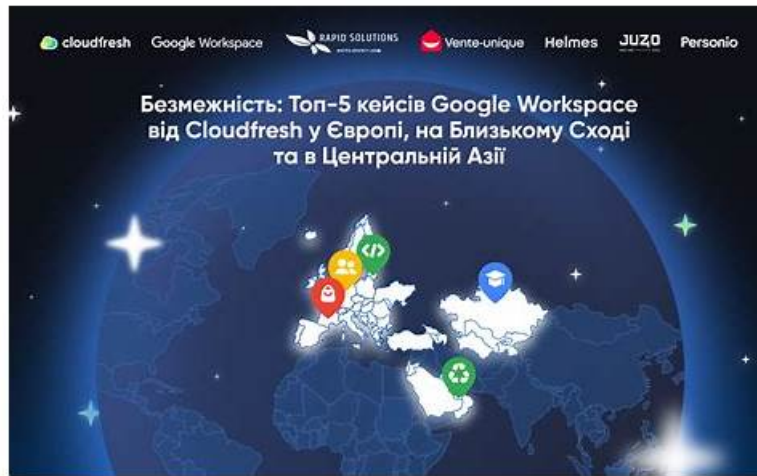 cloudfresh Google Workspace RAPID SOLUTIONS Vente-unique Helmes JUZO Personio
Безмежність: Топ-5 кейсів Google Workspace
від Cloudfresh у Європі, на Близькому Сході
та в Центральній Азії